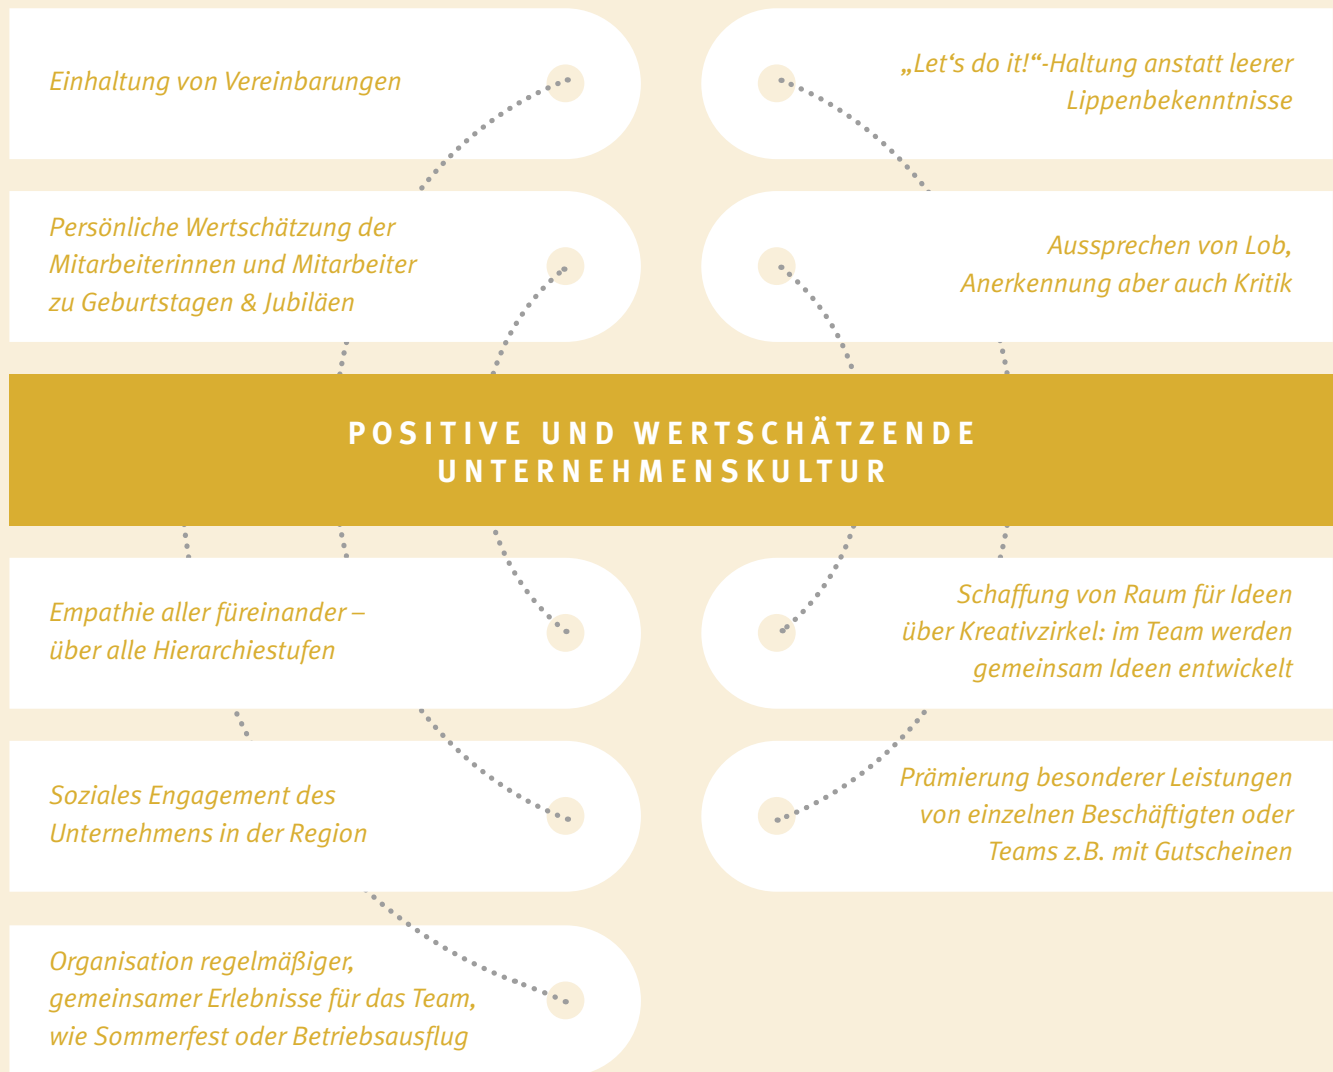 Einhaltung von Vereinbarungen
„Let‘s do it!“-Haltung anstatt leerer
Lippenbekenntnisse
Persönliche Wertschätzung der
Mitarbeiterinnen und Mitarbeiter
zu Geburtstagen & Jubiläen
Aussprechen von Lob,
Anerkennung aber auch Kritik
POSITIVE UND WERTSCHÄTZENDE
UNTERNEHMENSKULTUR
Empathie aller füreinander –
über alle Hierarchiestufen
Schaffung von Raum für Ideen
über Kreativzirkel: im Team werden
gemeinsam Ideen entwickelt
Soziales Engagement des
Unternehmens in der Region
Prämierung besonderer Leistungen
von einzelnen Beschäftigten oder
Teams z.B. mit Gutscheinen
Organisation regelmäßiger,
gemeinsamer Erlebnisse für das Team,
wie Sommerfest oder Betriebsausflug